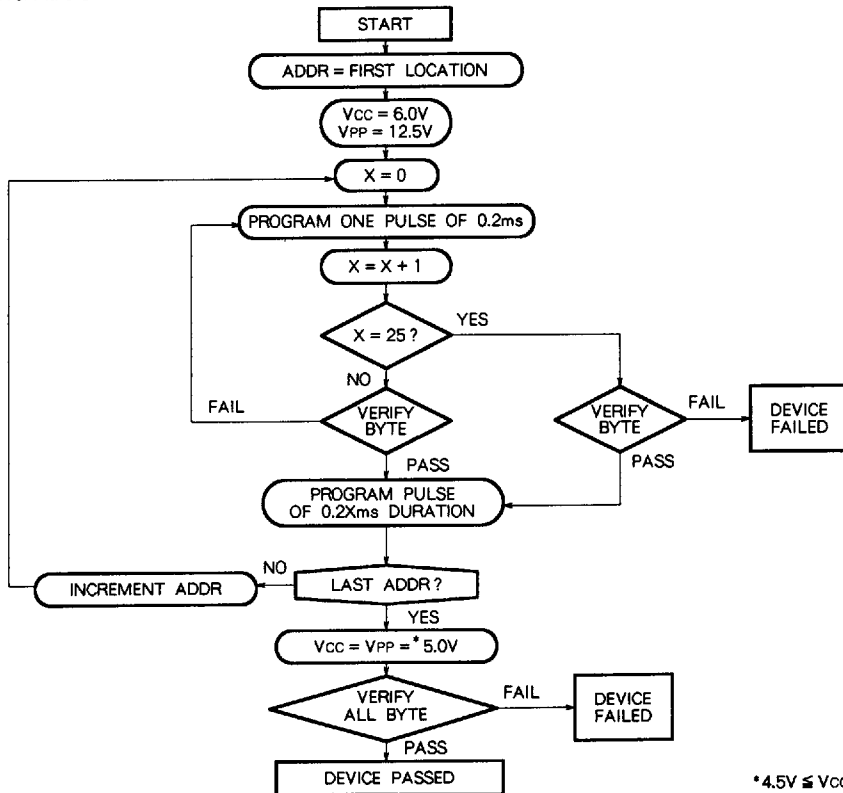 START
ADDR = FIRST LOCATION
VCC = 6.0V
VPP = 12.5V
X = 0
PROGRAM ONE PULSE OF 0.2ms
X = X + 1
X = 25 ?
YES
NO
FAIL
VERIFY
BYTE
VERIFY
BYTE
FAIL
DEVICE
FAILED
PASS
PASS
PROGRAM PULSE
OF 0.2Xms DURATION
INCREMENT ADDR
NO
LAST ADDR ?
YES
VCC = VPP = *5.0V
VERIFY
ALL BYTE
FAIL
DEVICE
FAILED
PASS
DEVICE PASSED
*4.5V ≦ VCC